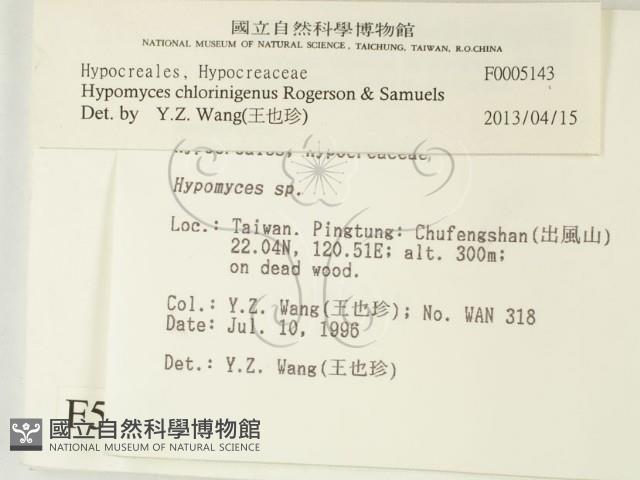 國立自然科學博物館
NATIONAL MUSEUM OF NATURAL SCIENCE, TAICHUNG, TAIWAN, R.O.CHINA
Hypocreales, Hypocreaceae F0005143
Hypomyces chlorinigenus Rogerson & Samuels
Det. by Y.Z. Wang(王也珍) 2013/04/15
Hypocreales, Hypocreaceae
Hypomyces sp.
Loc.: Taiwan. Pingtung: Chufengshan(出風山)
22.04N, 120.51E; alt. 300m;
on dead wood.
Col.: Y.Z. Wang(王也珍); No. WAN 318
Date: Jul. 10, 1996
Det.: Y.Z. Wang(王也珍)
F5
國立自然科學博物館
NATIONAL MUSEUM OF NATURAL SCIENCE